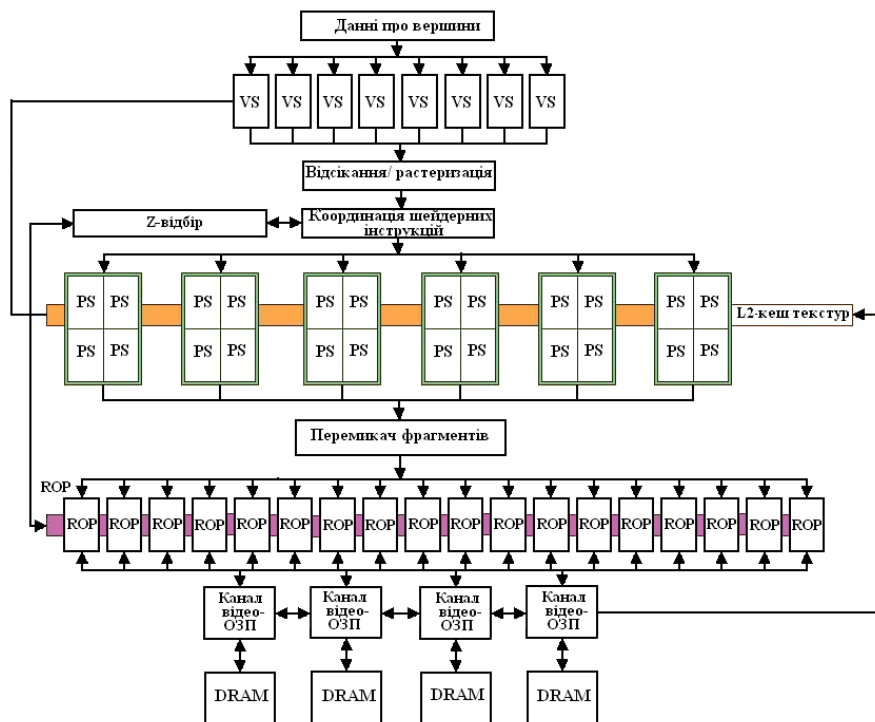 Данні про вершини
VS VS VS VS VS VS VS VS
Відсікання/ растеризація
Z-відбір
Координація шейдерних
інструкцій
PS PS PS PS PS PS PS PS PS PS PS PS
L2-кеш текстур
PS PS PS PS PS PS PS PS PS PS PS PS
Перемикач фрагментів
ROP
ROP ROP ROP ROP ROP ROP ROP ROP ROP ROP ROP ROP ROP ROP ROP ROP ROP ROP
Канал
відео-
ОЗП
Канал
відео-
ОЗП
Канал
відео-
ОЗП
Канал
відео-
ОЗП
DRAM DRAM DRAM DRAM